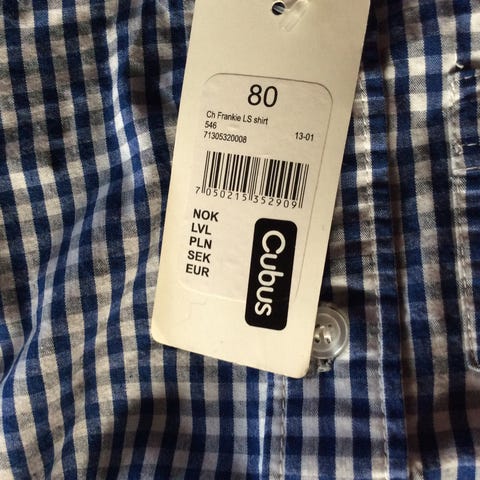 80
Ch Frankie LS shirt
546
71305320008 13-01
7 050215 352909
NOK
LVL
PLN
SEK
EUR
Cubus